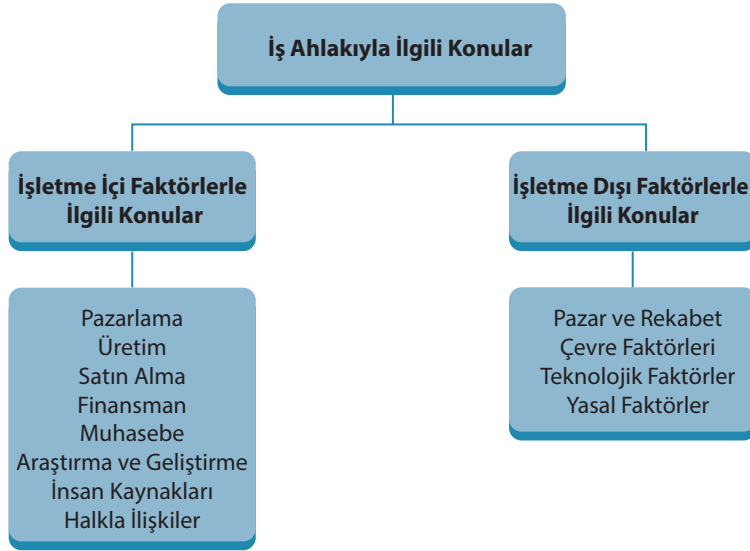 İş Ahlakıyla İlgili Konular
İşletme İçi Faktörlerle
İlgili Konular
Pazarlama
Üretim
Satın Alma
Finansman
Muhasebe
Araştırma ve Geliştirme
İnsan Kaynakları
Halkla İlişkiler
İşletme Dışı Faktörlerle
İlgili Konular
Pazar ve Rekabet
Çevre Faktörleri
Teknolojik Faktörler
Yasal Faktörler